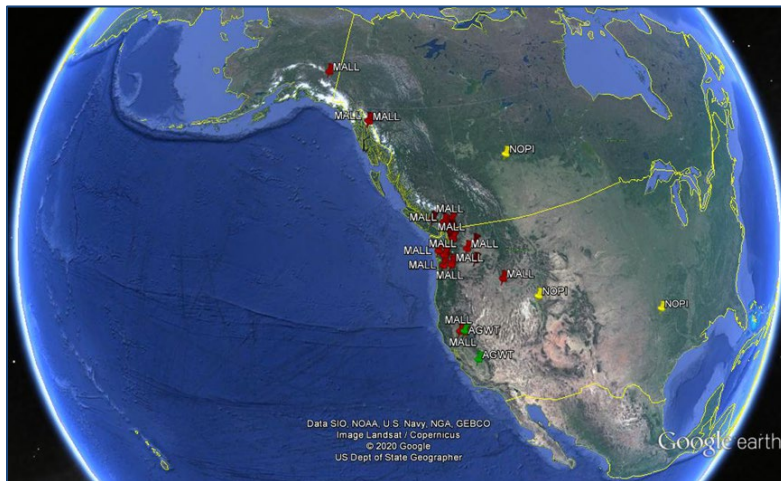 MALL
MALL MALL
NOPI
MALL
MALL
MALL
MALL
MALL
MALL
MALL
MALL
MALL
MALL
NOPI
NOPI
MALL
AGWT
MALL
AGWT
Data SIO, NOAA, U.S. Navy, NGA, GEBCO
Image Landsat / Copernicus
© 2020 Google
US Dept of State Geographer
Google earth